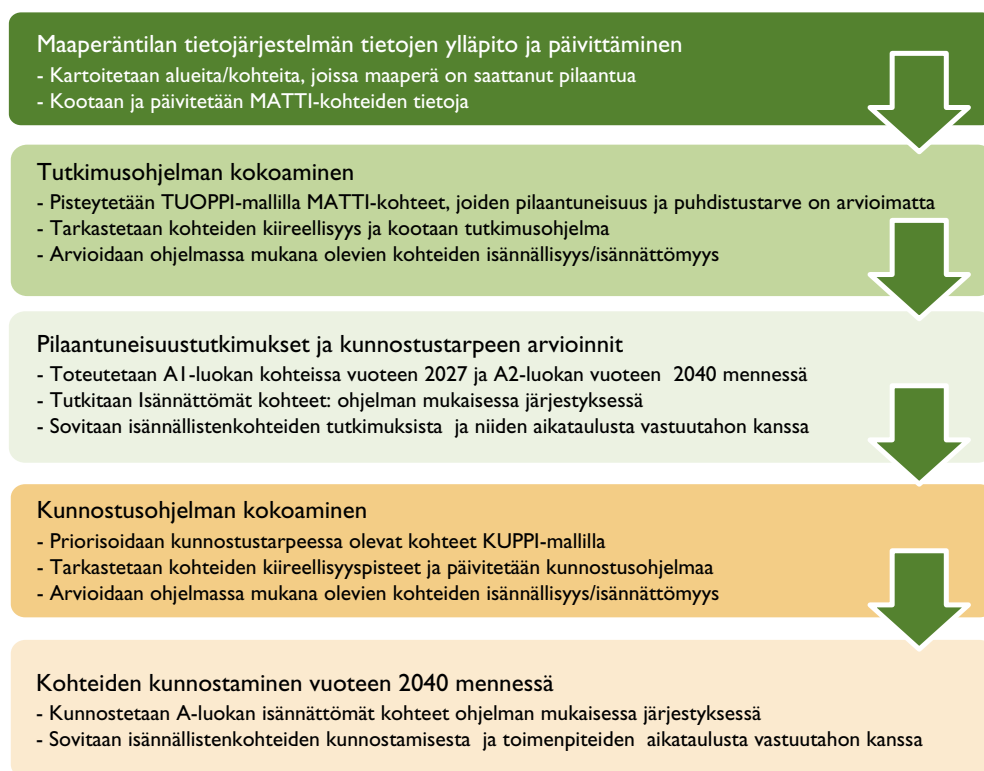 Maaperäntilan tietojärjestelmän tietojen ylläpito ja päivittäminen
- Kartoitetaan alueita/kohteita, joissa maaperä on saattanut pilaantua
- Kootaan ja päivitetään MATTI-kohteiden tietoja
Tutkimusohjelman kokoaminen
- Pisteytetään TUOPPI-mallilla MATTI-kohteet, joiden pilaantuneisuus ja puhdistustarve on arvioimatta
- Tarkastetaan kohteiden kiireellisyys ja kootaan tutkimusohjelma
- Arvioidaan ohjelmassa mukana olevien kohteiden isännällisyys/isännättömyys
Pilaantuneisuustutkimukset ja kunnostustarpeen arvioinnit
- Toteutetaan A1-luokan kohteissa vuoteen 2027 ja A2-luokan vuoteen 2040 mennessä
- Tutkitaan Isännättömät kohteet: ohjelman mukaisessa järjestyksessä
- Sovitaan isännällistenkohteiden tutkimuksista ja niiden aikataulusta vastuutahon kanssa
Kunnostusohjelman kokoaminen
- Priorisoidaan kunnostustarpeessa olevat kohteet KUPPI-mallilla
- Tarkastetaan kohteiden kiireellisyyspisteet ja päivitetään kunnostusohjelmaa
- Arvioidaan ohjelmassa mukana olevien kohteiden isännällisyys/isännättömyys
Kohteiden kunnostaminen vuoteen 2040 mennessä
- Kunnostetaan A-luokan isännättömät kohteet ohjelman mukaisessa järjestyksessä
- Sovitaan isännällistenkohteiden kunnostamisesta ja toimenpiteiden aikataulusta vastuutahon kanssa